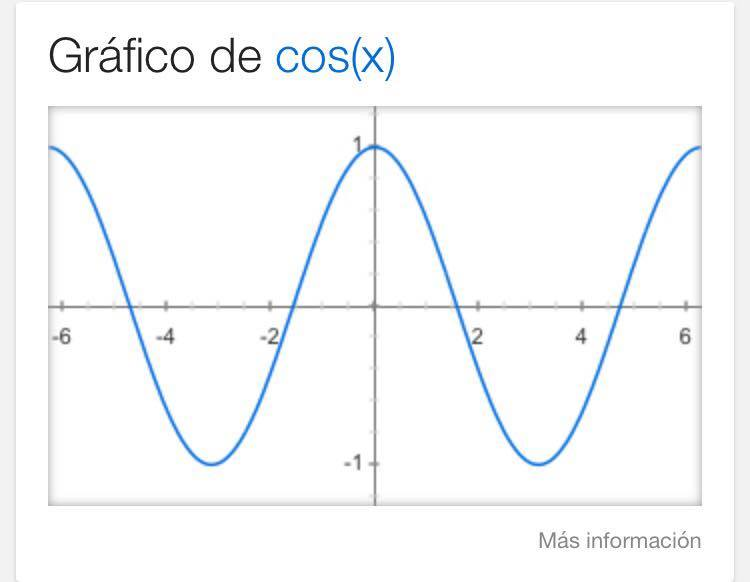 Gráfico de cos(x)
1
-6 -4 -2 2 4 6
-1
Más información